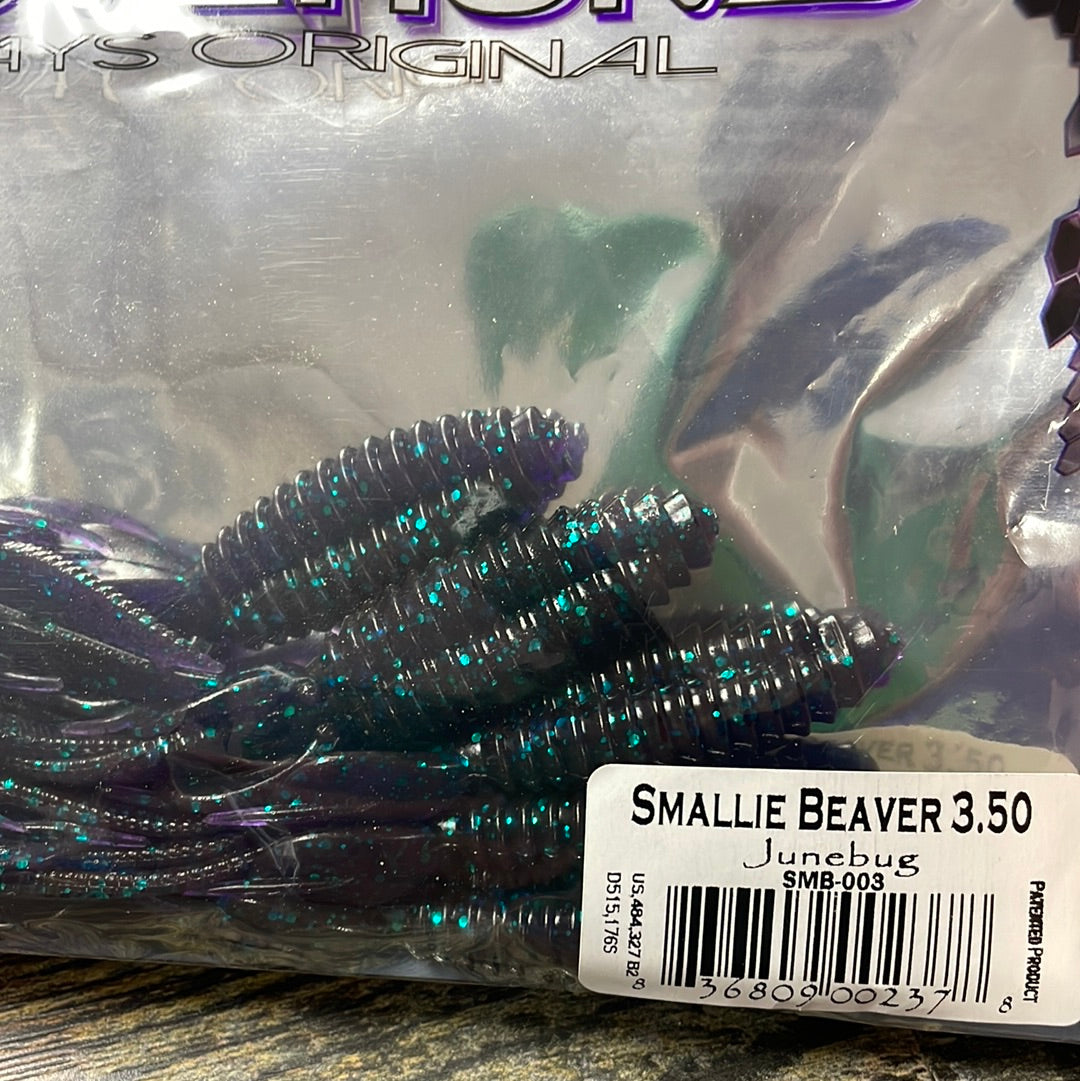 AYS ORIGINAL
SMALLIE BEAVER 3.50
Junebug
SMB-003
US,484,327 B2
D515,176S
PATENTED PRODUCT
8 36809 00237 8